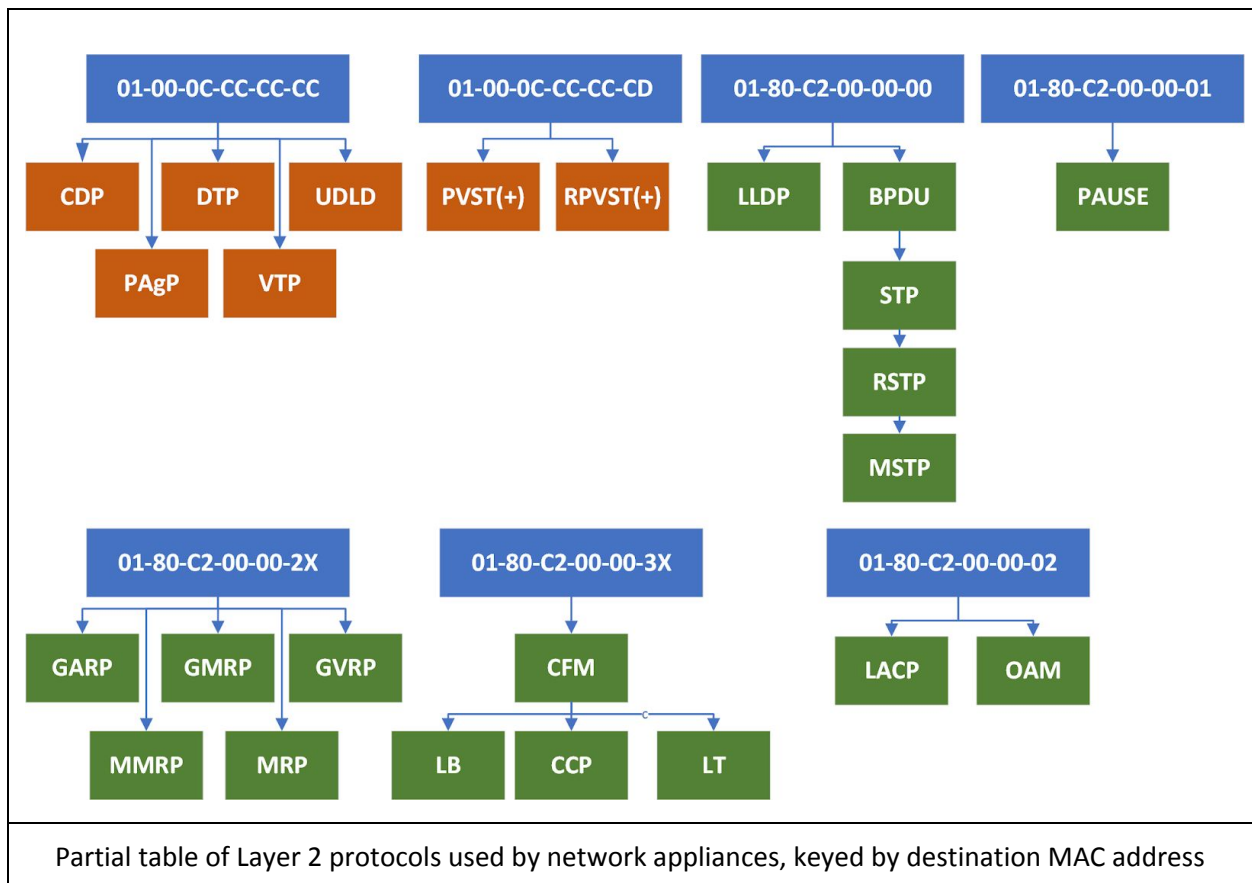 01-00-0C-CC-CC-CC
01-00-0C-CC-CC-CD
01-80-C2-00-00-00
01-80-C2-00-00-01
CDP
DTP
UDLD
PVST(+)
RPVST(+)
LLDP
BPDU
PAUSE
PAgP
VTP
STP
RSTP
MSTP
01-80-C2-00-00-2X
01-80-C2-00-00-3X
01-80-C2-00-00-02
GARP
GMRP
GVRP
CFM
LACP
OAM
C
MMRP
MRP
LB
CCP
LT
Partial table of Layer 2 protocols used by network appliances, keyed by destination MAC address